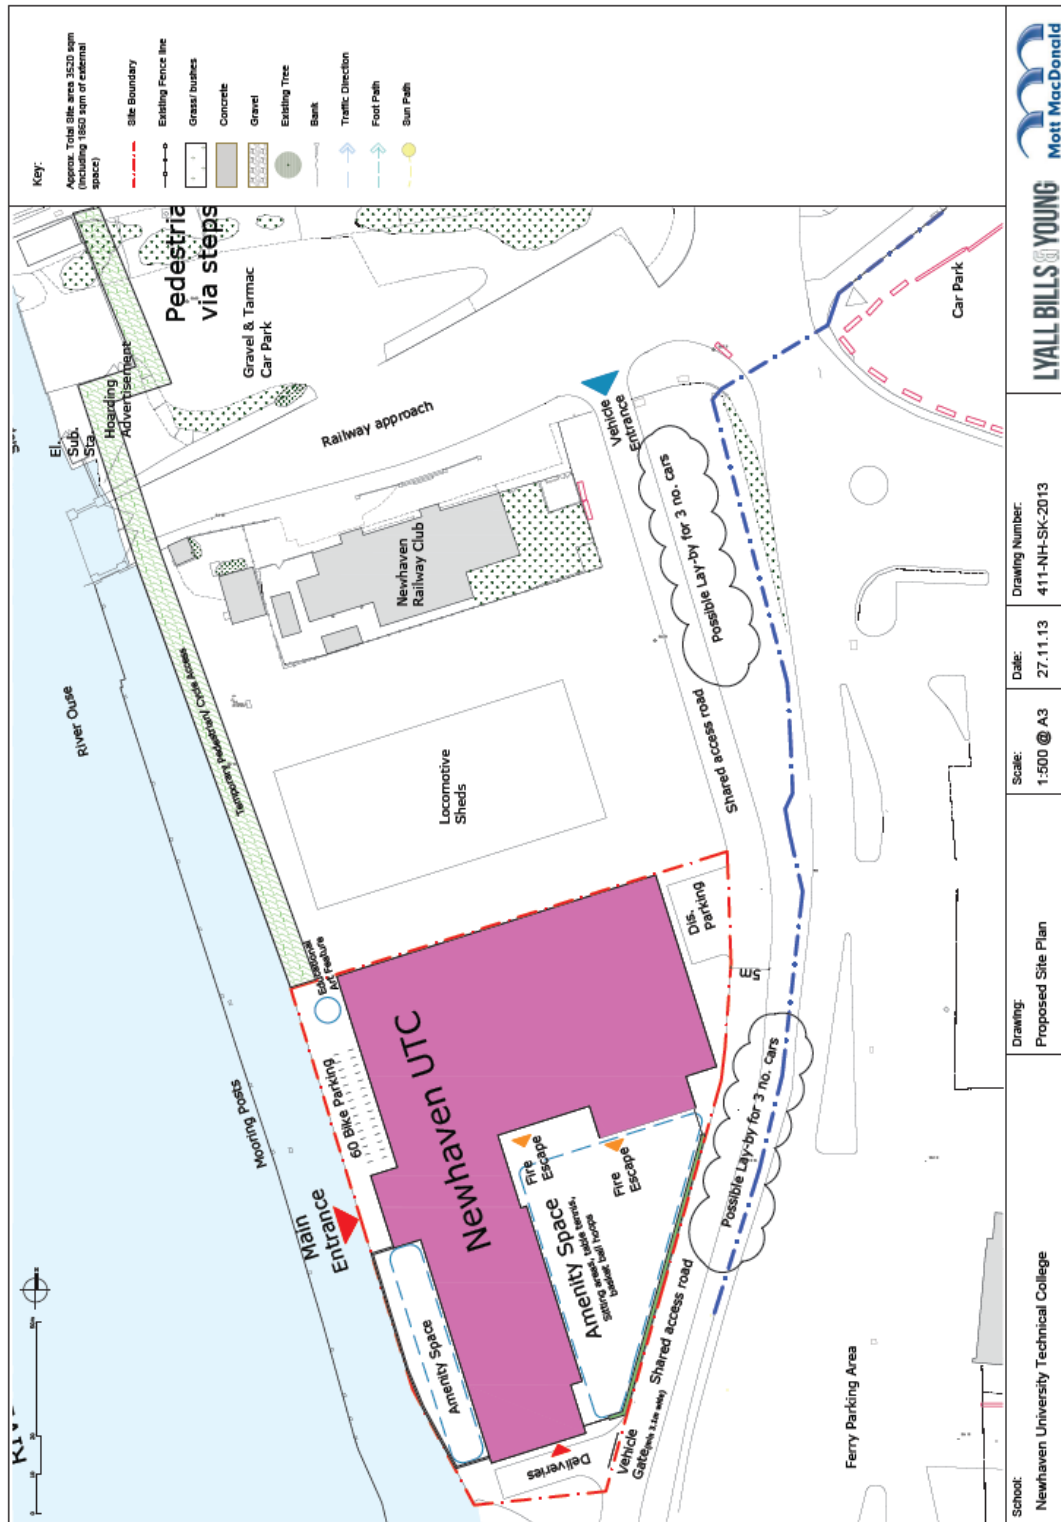 Key:
Approx. Total Site area 3520 sqm
(including 1860 sqm of external
space)
Site Boundary
Existing Fence line
Grass/ bushes
Concrete
Gravel
Existing Tree
Bank
Traffic Direction
Foot Path
Sun Path
Pedestria
via steps
Gravel & Tarmac
Car Park
Hoarding
Advertisement
El.
Sub.
Sta.
Railway approach
Vehicle
Entrance
Car Park
River Ouse
Temporary Pedestrian/ Cycle Access
Newhaven
Railway Club
Possible Lay-by for 3 no. cars
Locomotive
Sheds
Shared access road
Mooring Posts
Educational
Art Feature
60 Bike Parking
Dis.
Parking
5m
Newhaven UTC
Main
Entrance
Fire
Escape
Fire
Escape
Amenity Space
Sitting areas, table tennis,
basket ball hoops
Amenity Space
Possible Lay-by for 3 no. cars
Shared access road
Deliveries
Vehicle
Gate
Ferry Parking Area
School:
Newhaven University Technical College
Drawing:
Proposed Site Plan
Scale:
1:500 @ A3
Date:
27.11.13
Drawing Number:
411-NH-SK-2013
LYALL BILLS & YOUNG
Mott MacDonald